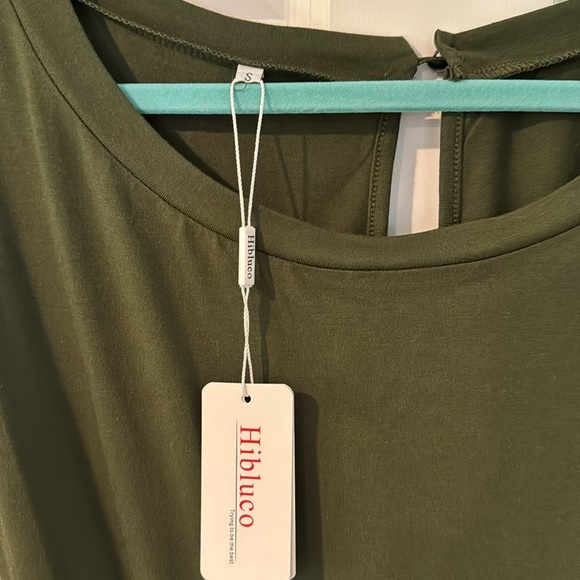 S
Hibluco
Hibluco
Trying to be the best